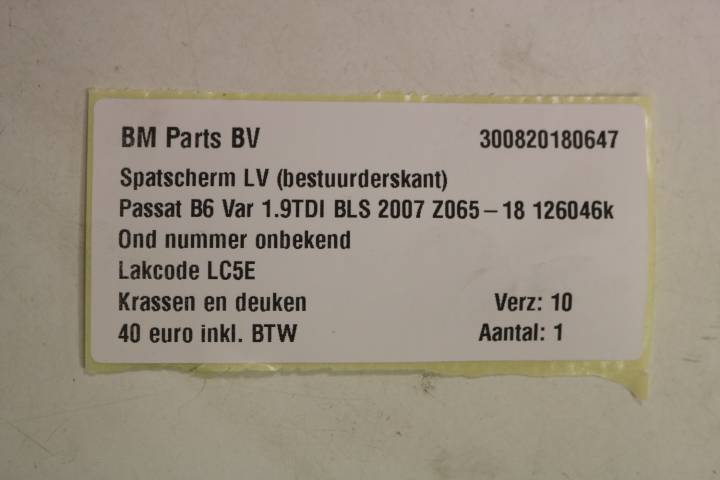 BM Parts BV 300820180647
Spatscherm LV (bestuurderskant)
Passat B6 Var 1.9TDI BLS 2007 Z065-18 126046k
Ond nummer onbekend
Lakcode LC5E
Krassen en deuken Verz: 10
40 euro inkl. BTW Aantal: 1